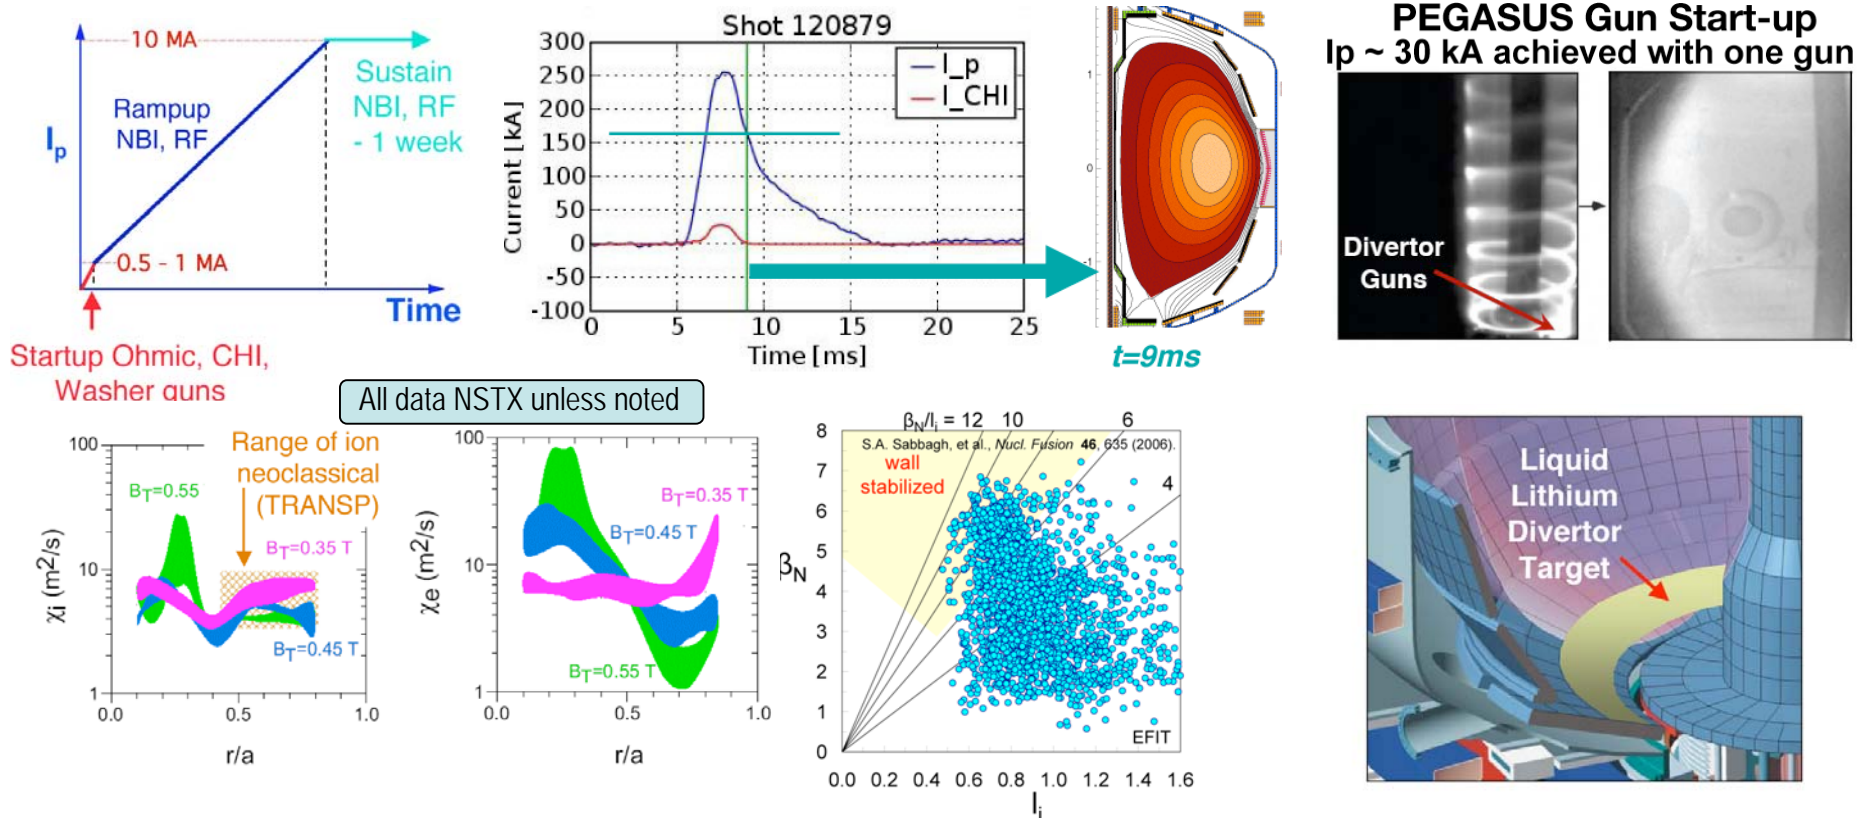 10 MA
Sustain
NBI, RF
- 1 week
Rampup
NBI, RF
Ip
0.5 - 1 MA
Time
Startup Ohmic, CHI,
Washer guns
Shot 120879
300
250
200
150
100
50
0
-50
-100
Current [kA]
I_p
I_CHI
0 5 10 15 20 25
Time [ms]
1
0
-1
t=9ms
PEGASUS Gun Start-up
Ip ~ 30 kA achieved with one gun
Divertor
Guns
All data NSTX unless noted
100
10
1
χi (m2/s)
Range of ion
neoclassical
(TRANSP)
BT=0.55
BT=0.35 T
BT=0.45 T
0.0 0.5 1.0
r/a
100
10
1
χe (m2/s)
BT=0.35 T
BT=0.45 T
BT=0.55 T
0.0 0.5 1.0
r/a
βN/li = 12 10 6
S.A. Sabbagh, et al., Nucl. Fusion 46, 635 (2006).
wall
stabilized
4
8
7
6
5
4
3
2
1
0
βN
EFIT
0.0 0.2 0.4 0.6 0.8 1.0 1.2 1.4 1.6
li
Liquid
Lithium
Divertor
Target